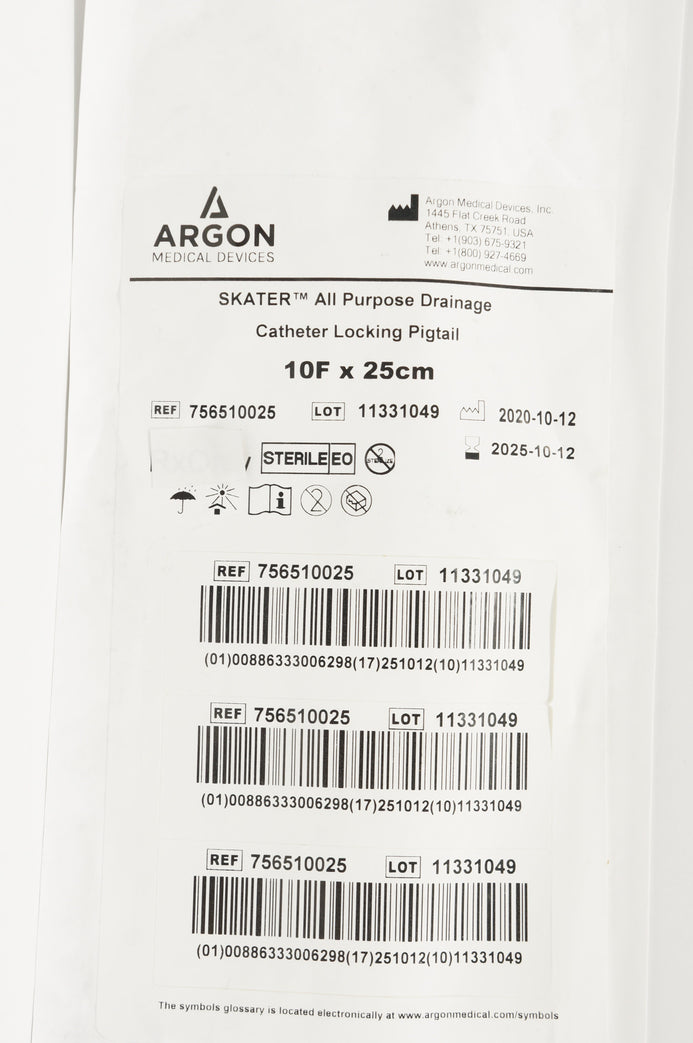 ARGON
MEDICAL DEVICES
Argon Medical Devices, Inc.
1445 Flat Creek Road
Athens, TX 75751, USA
Tel: +1(903) 675-9321
Tel: +1(800) 927-4669
www.argonmedical.com
SKATER™ All Purpose Drainage
Catheter Locking Pigtail
10F x 25cm
REF 756510025 LOT 11331049 2020-10-12
STERILE EO 2025-10-12
REF 756510025 LOT 11331049
(01)00886333006298(17)251012(10)11331049
REF 756510025 LOT 11331049
(01)00886333006298(17)251012(10)11331049
REF 756510025 LOT 11331049
(01)00886333006298(17)251012(10)11331049
The symbols glossary is located electronically at www.argonmedical.com/symbols